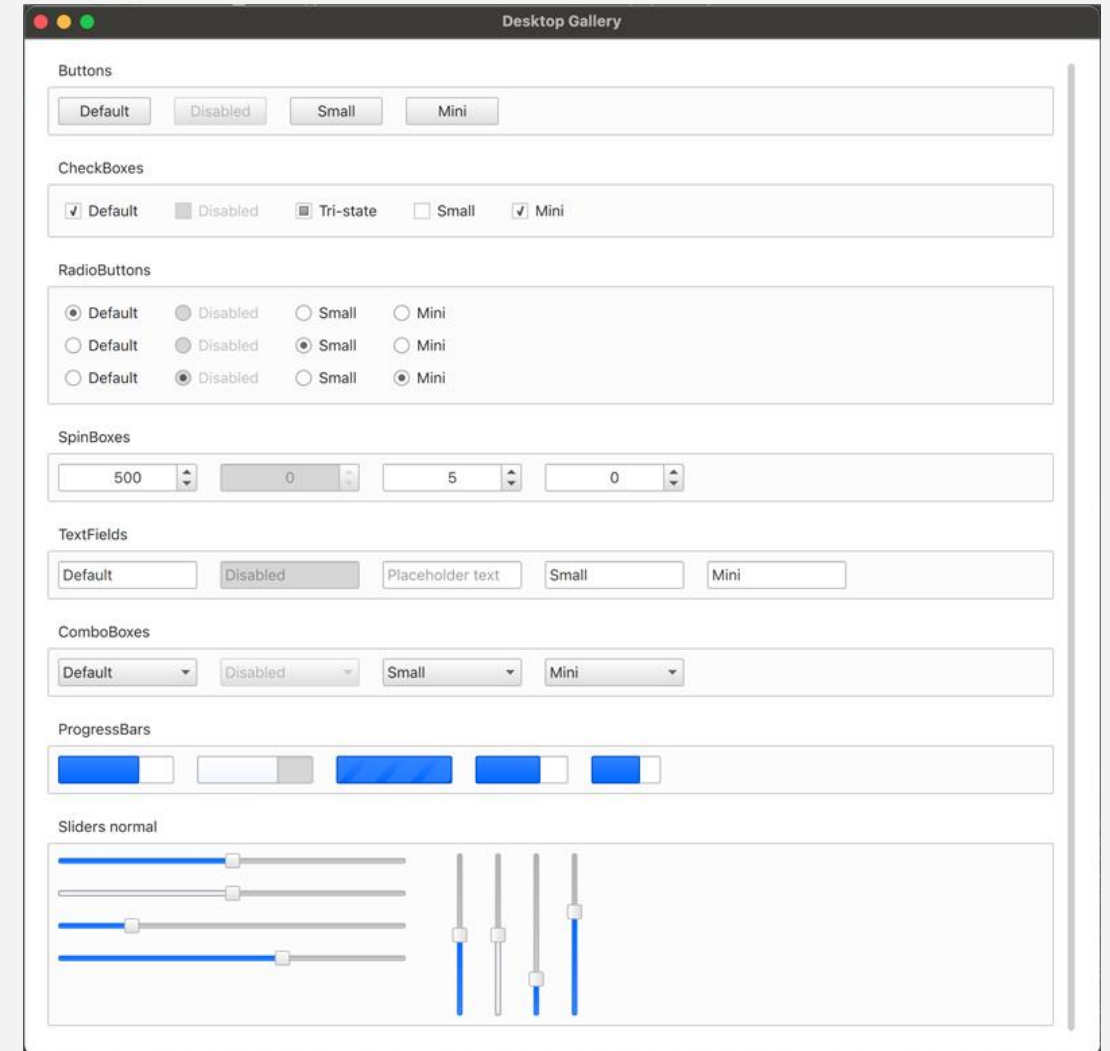 Desktop Gallery
Buttons
Default Disabled Small Mini
CheckBoxes
Default Disabled Tri-state Small Mini
RadioButtons
Default Disabled Small Mini
Default Disabled Small Mini
Default Disabled Small Mini
SpinBoxes
500 0 5 0
TextFields
Default Disabled Placeholder text Small Mini
ComboBoxes
Default Disabled Small Mini
ProgressBars
Sliders normal